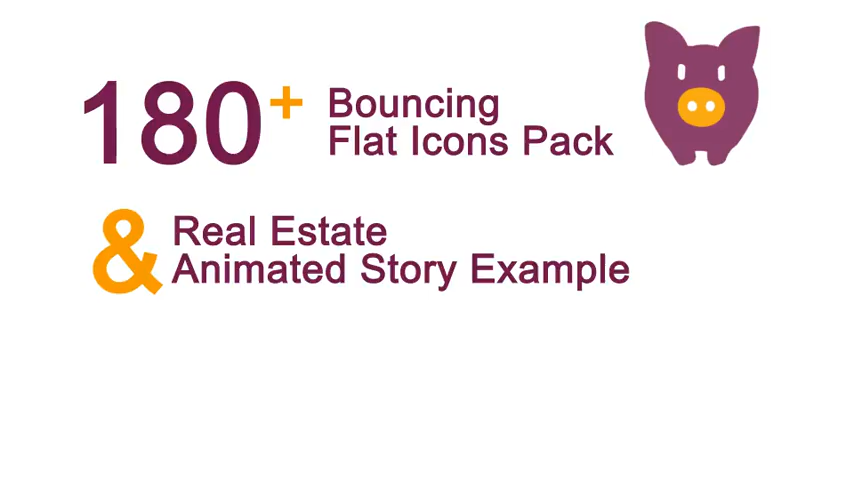 180+ Bouncing
Flat Icons Pack
& Real Estate
Animated Story Example